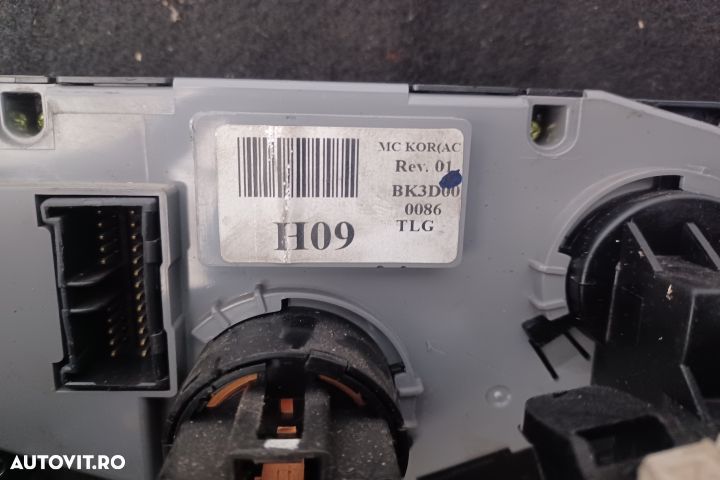 MC KOR(AC
Rev. 01
BK3D00
0086
H09
TLG
AUTOVIT.RO